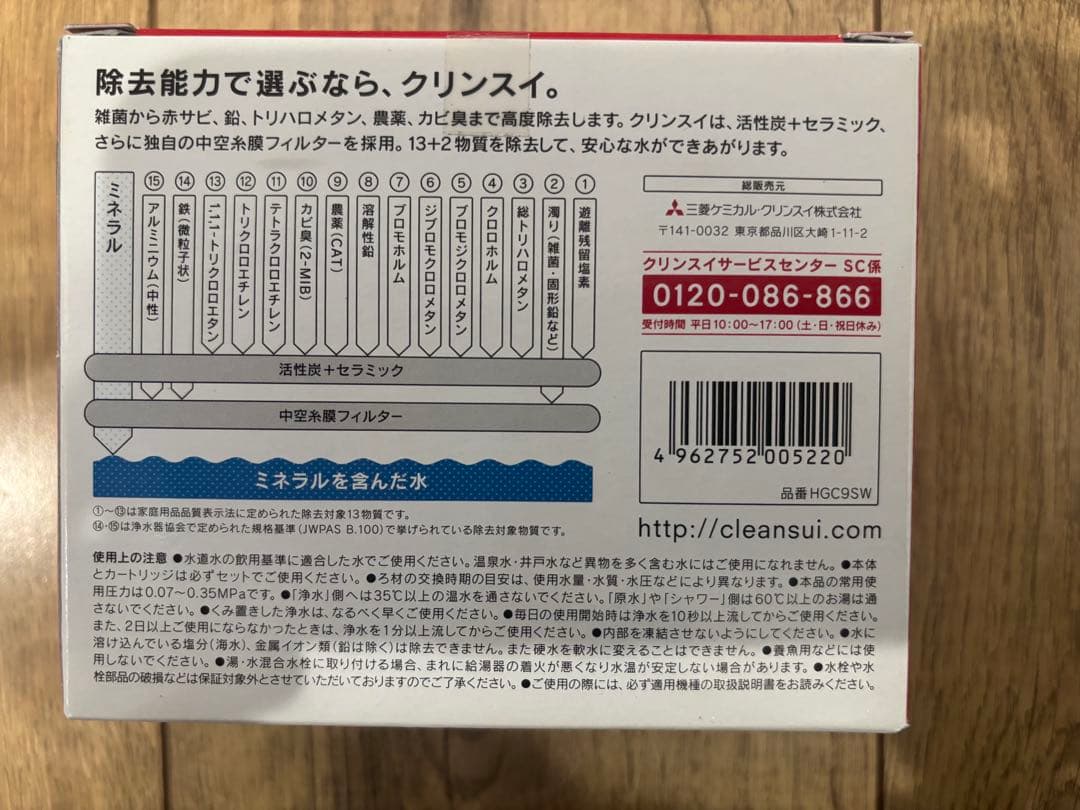 除去能力で選ぶなら、クリンスイ。
雑菌から赤サビ、鉛、トリハロメタン、農薬、カビ臭まで高度除去します。クリンスイは、活性炭+セラミック、
さらに独自の中空糸膜フィルターを採用。13+2物質を除去して、安心な水ができあがります。
①遊離残留塩素
②濁り(雑菌・固形鉛など)
③総トリハロメタン
④クロロホルム
⑤ブロモジクロロメタン
⑥ジブロモクロロメタン
⑦ブロモホルム
⑧溶解性鉛
⑨農薬(CAT)
⑩カビ臭(2-MIB)
⑪テトラクロロエチレン
⑫トリクロロエチレン
⑬1,1,1-トリクロロエタン
⑭鉄(微粒子状)
⑮アルミニウム(中性)
ミネラル
活性炭+セラミック
中空糸膜フィルター
ミネラルを含んだ水
①~⑬は家庭用品品質表示法に定められた除去対象13物質です。
⑭・⑮は浄水器協会で定められた規格基準(JWPAS B.100)で挙げられている除去対象物質です。
総販売元
三菱ケミカル・クリンスイ株式会社
〒141-0032 東京都品川区大崎1-11-2
クリンスイサービスセンター SC係
0120-086-866
受付時間 平日10:00~17:00(土・日・祝日休み)
4 962752 005220
品番HGC9SW
http://cleansui.com
使用上の注意 ●水道水の飲用基準に適合した水でご使用ください。温泉水・井戸水など異物を多く含む水にはご使用になれません。●本体
とカートリッジは必ずセットでご使用ください。●ろ材の交換時期の目安は、使用水量・水質・水圧などにより異なります。●本品の常用使
用圧力は0.07~0.35MPaです。●「浄水」側へは35℃以上の温水を通さないでください。「原水」や「シャワー」側は60℃以上のお湯は通
さないでください。●くみ置きした浄水は、なるべく早くご使用ください。●毎日の使用開始時は浄水を10秒以上流してからご使用ください。
また、2日以上ご使用にならなかったときは、浄水を1分以上流してからご使用ください。●内部を凍結させないようにしてください。●水に
溶け込んでいる塩分(海水)、金属イオン類(鉛は除く)は除去できません。また硬水を軟水に変えることはできません。●養魚用などには使
用しないでください。●湯・水混合水栓に取り付ける場合、まれに給湯器の着火が悪くなり水温が安定しない場合があります。●水栓や水
栓部品の破損などは保証対象外とさせていただいておりますのでご了承ください。●ご使用の際には、必ず適用機種の取扱説明書をお読みください。